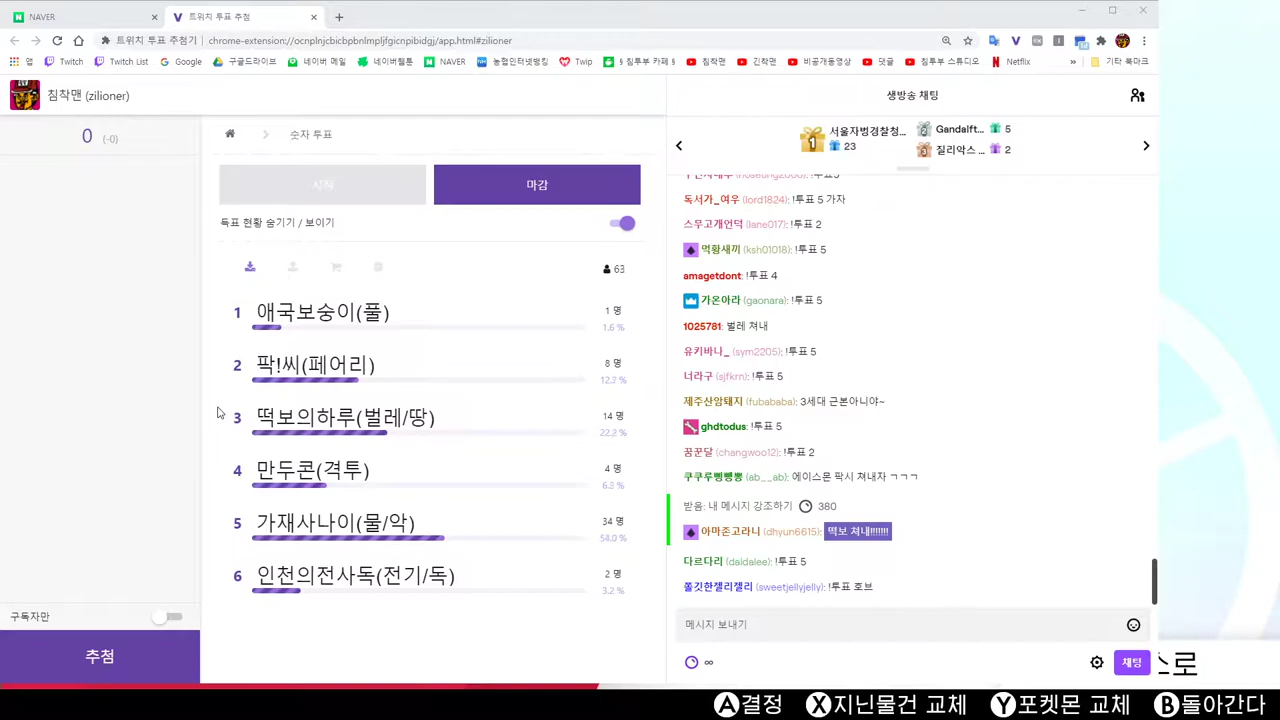 NAVER
트위치 투표 추첨
트위치 투표 추첨기 | chrome-extension://ocnplnjcbicbpbnlmplifgicnpibidgj/app.html#zilioner
앱 Twitch Twitch List Google 구글드라이브 네이버 메일 네이버웹툰 NAVER 농협인터넷뱅킹 Twip § 침투부 카페 § 침착맨 긴착맨 비공개동영상 댓글 침투부 스튜디오 Netflix » 기타 북마크
침착맨 (zilioner)
0 (-0)
숫자 투표
시작
마감
득표 현황 숨기기 / 보이기
63
1 애국보숭이(풀) 1 명
1.6 %
2 팍!씨(페어리) 8 명
12.7 %
3 떡보의하루(벌레/땅) 14 명
22.2 %
4 만두콘(격투) 4 명
6.3 %
5 가재사나이(물/악) 34 명
54.0 %
6 인천의전사독(전기/독) 2 명
3.2 %
구독자만
추첨
생방송 채팅
1 서울자벙경찰청... 23
Gandalft... 5
질리악스 ... 2
독서가_여우 (lord1824): !투표 5 가자
스무고개언덕 (lane017): !투표 2
먹황새끼 (ksh01018): !투표 5
amagetdont: !투표 4
가온아라 (gaonara): !투표 5
1025781: 벌레 쳐내
유키바나_ (sym2205): !투표 5
너라구 (sjfkrn): !투표 5
제주산암퇘지 (fubababa): 3세대 근본아니야~
ghdtodus: !투표 5
꿈꾼달 (changwoo12): !투표 2
쿠쿠루삥뽕뽕 (ab__ab): 에이스몬 팍시 쳐내자 ㄱㄱㄱ
받음: 내 메시지 강조하기 380
아마존고라니 (dhyun6615): 떡보 쳐내!!!!!!!
다르다리 (daldalee): !투표 5
쫄깃한젤리젤리 (sweetjellyjelly): !투표 호브
메시지 보내기
∞
채팅
스로
A결정 X지닌물건 교체 Y포켓몬 교체 B돌아간다